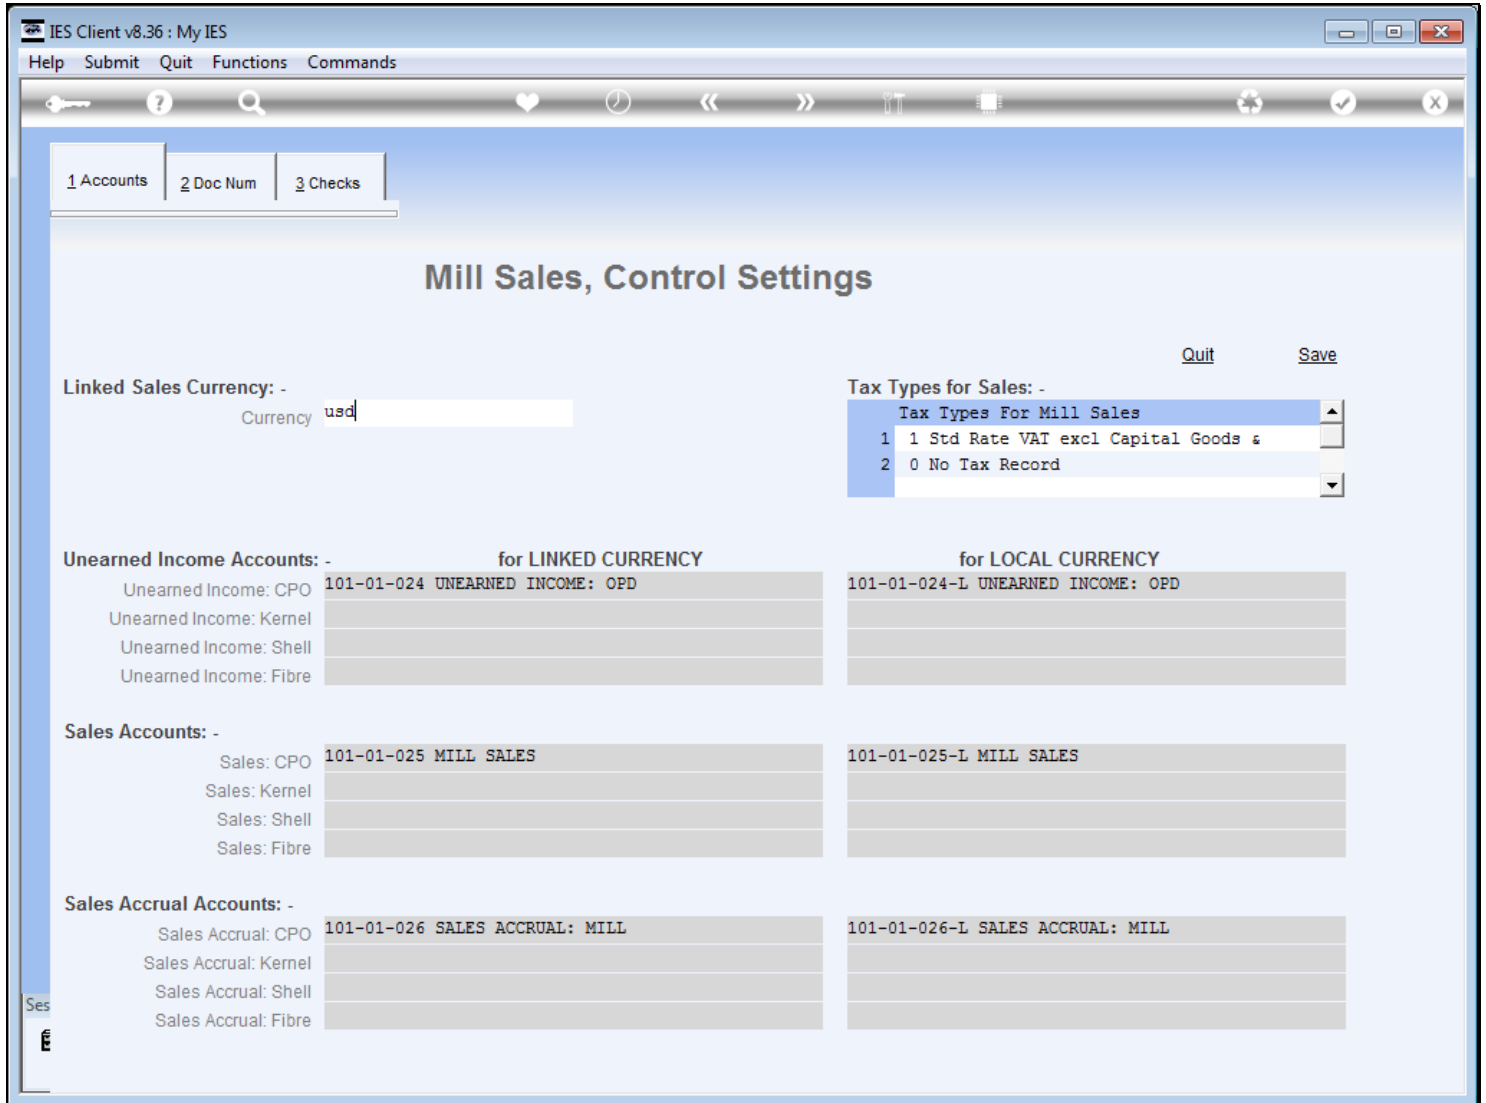 IES Client v8.36 : My IES
Help Submit Quit Functions Commands
1 Accounts 2 Doc Num 3 Checks
Mill Sales, Control Settings
Quit Save
Linked Sales Currency: - Tax Types for Sales: -
Currency usd Tax Types For Mill Sales
1 1 Std Rate VAT excl Capital Goods &
2 0 No Tax Record
Unearned Income Accounts: - for LINKED CURRENCY for LOCAL CURRENCY
Unearned Income: CPO 101-01-024 UNEARNED INCOME: OPD 101-01-024-L UNEARNED INCOME: OPD
Unearned Income: Kernel
Unearned Income: Shell
Unearned Income: Fibre
Sales Accounts: -
Sales: CPO 101-01-025 MILL SALES 101-01-025-L MILL SALES
Sales: Kernel
Sales: Shell
Sales: Fibre
Sales Accrual Accounts: -
Sales Accrual: CPO 101-01-026 SALES ACCRUAL: MILL 101-01-026-L SALES ACCRUAL: MILL
Sales Accrual: Kernel
Sales Accrual: Shell
Ses
Sales Accrual: Fibre